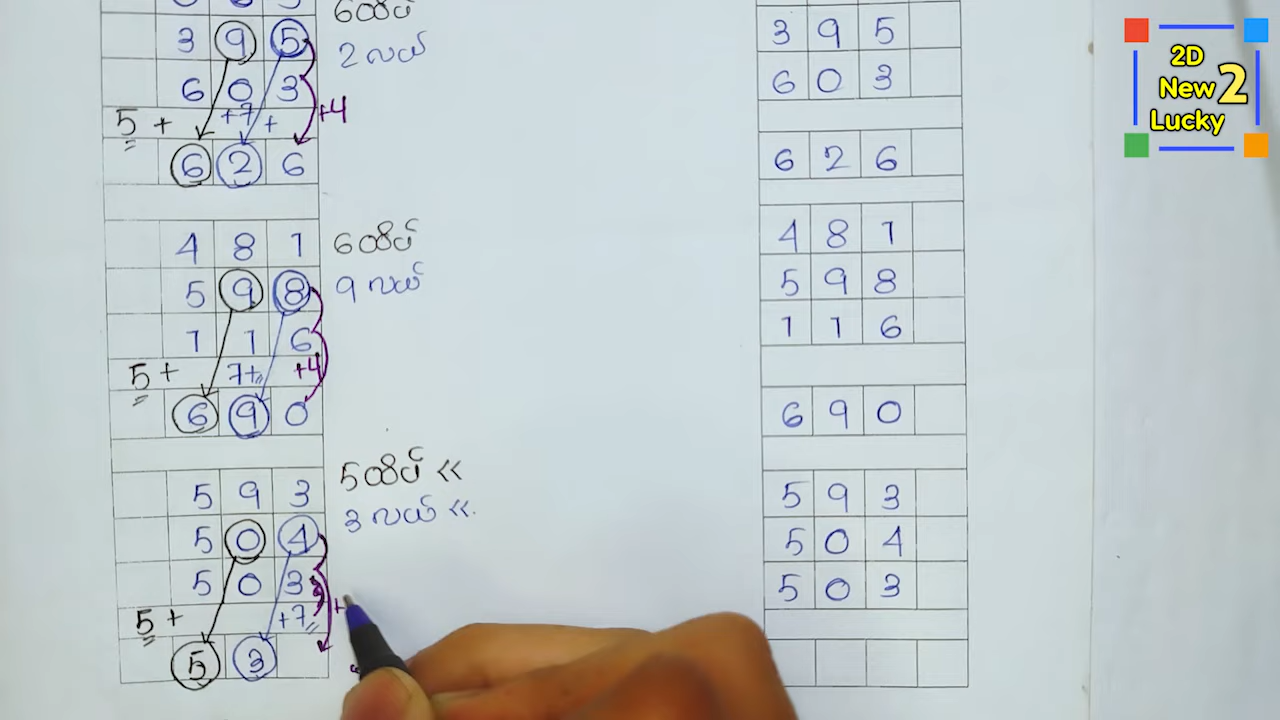 3 9 5
6 0 3
5 + +7 + +4
6 2 6
6ထိပ်
2 လယ်
4 8 1
5 9 8
1 1 6
5 + 7+ +4
6 9 0
6ထိပ်
9 လယ်
5 9 3
5 0 4
5 0 3
5 + +7
5 3
5ထိပ် <<
3 လယ် <<
3 9 5
6 0 3
6 2 6
4 8 1
5 9 8
1 1 6
6 9 0
5 9 3
5 0 4
5 0 3
2D
New 2
Lucky